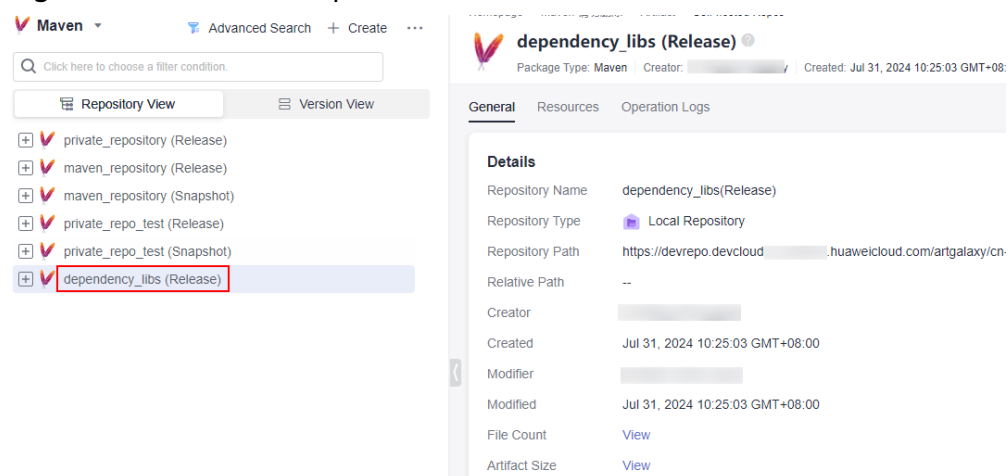 Maven
Advanced Search
Create
Click here to choose a filter condition.
Repository View
Version View
private_repository (Release)
maven_repository (Release)
maven_repository (Snapshot)
private_repo_test (Release)
private_repo_test (Snapshot)
dependency_libs (Release)
dependency_libs (Release)
Package Type: Maven Creator: Created: Jul 31, 2024 10:25:03 GMT+08:
General Resources Operation Logs
Details
Repository Name dependency_libs(Release)
Repository Type Local Repository
Repository Path https://devrepo.devcloud .huaweicloud.com/artgalaxy/cn-
Relative Path --
Creator
Created Jul 31, 2024 10:25:03 GMT+08:00
Modifier
Modified Jul 31, 2024 10:25:03 GMT+08:00
File Count View
Artifact Size View